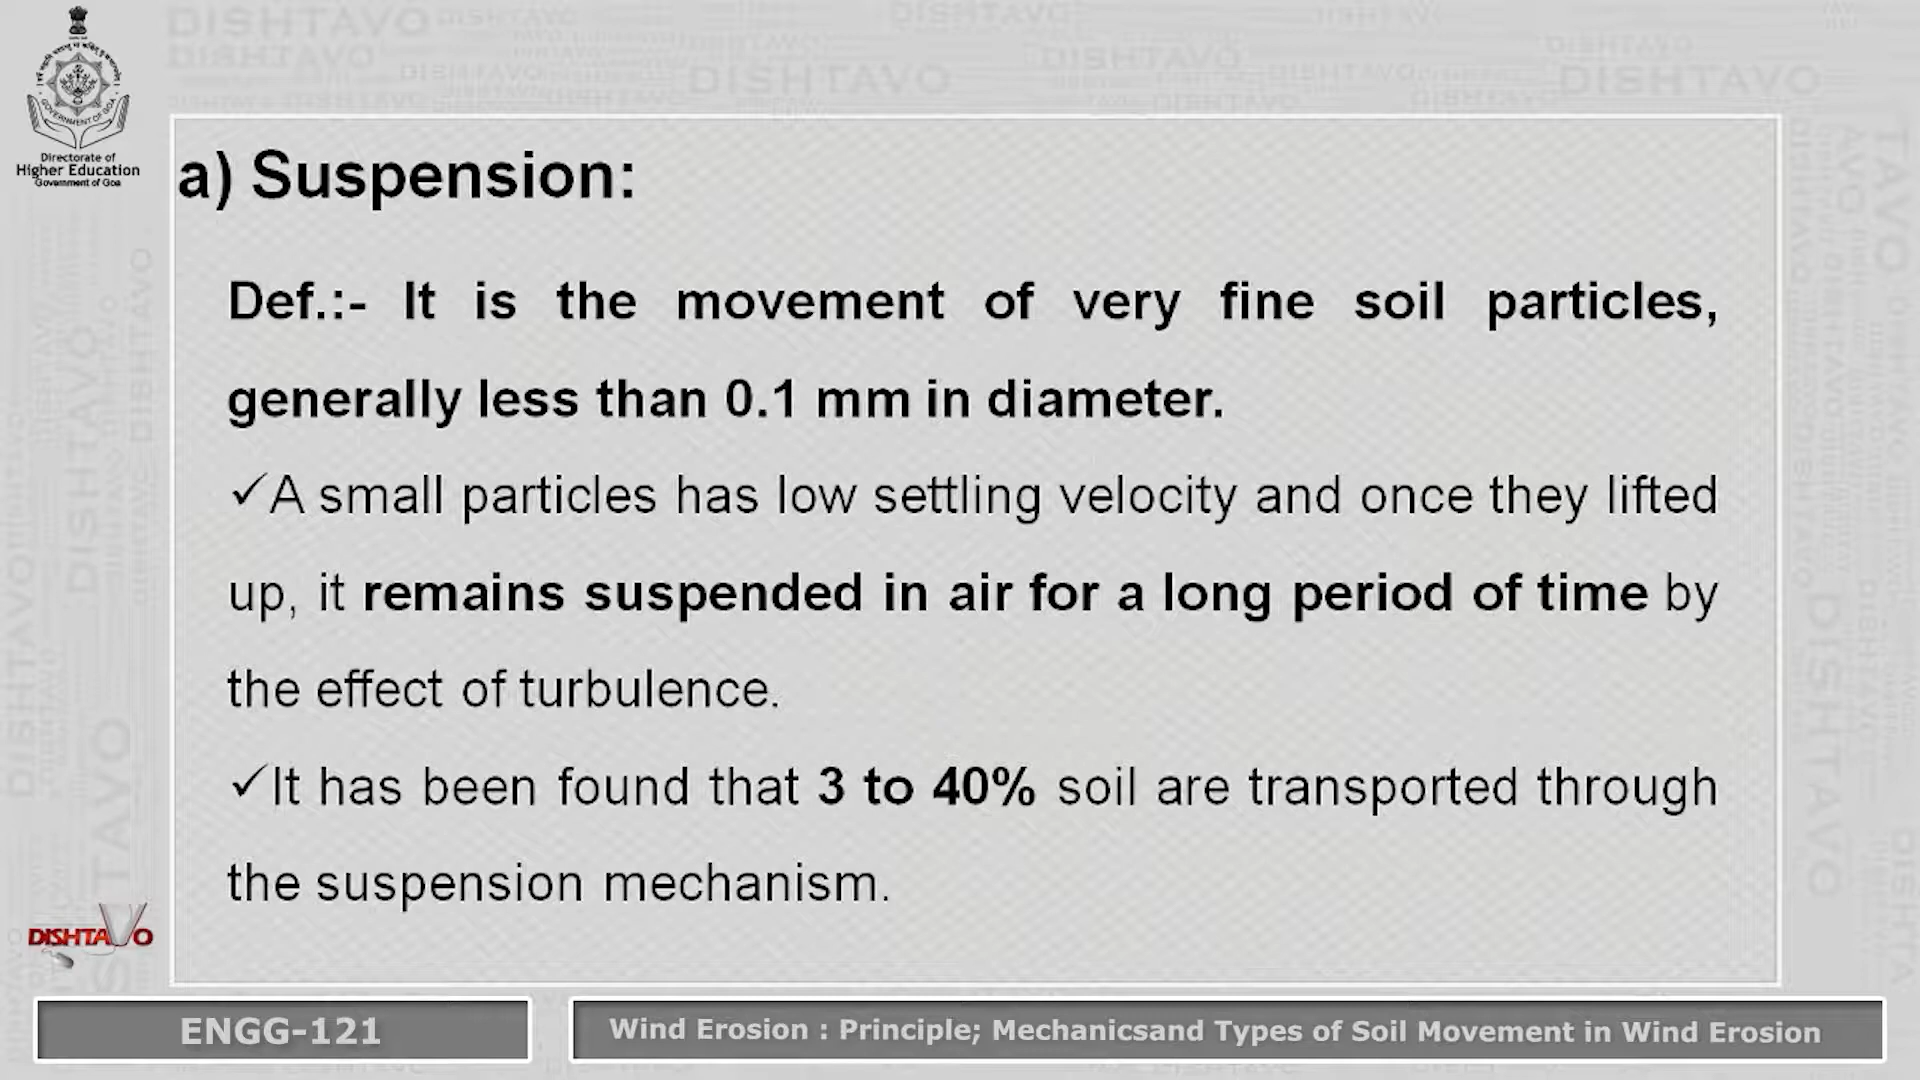 Directorate of
Higher Education
Government of Goa
a) Suspension:
Def.:- It is the movement of very fine soil particles,
generally less than 0.1 mm in diameter.
✓A small particles has low settling velocity and once they lifted
up, it remains suspended in air for a long period of time by
the effect of turbulence.
✓It has been found that 3 to 40% soil are transported through
the suspension mechanism.
DISHTAVO
ENGG-121
Wind Erosion : Principle; Mechanicsand Types of Soil Movement in Wind Erosion